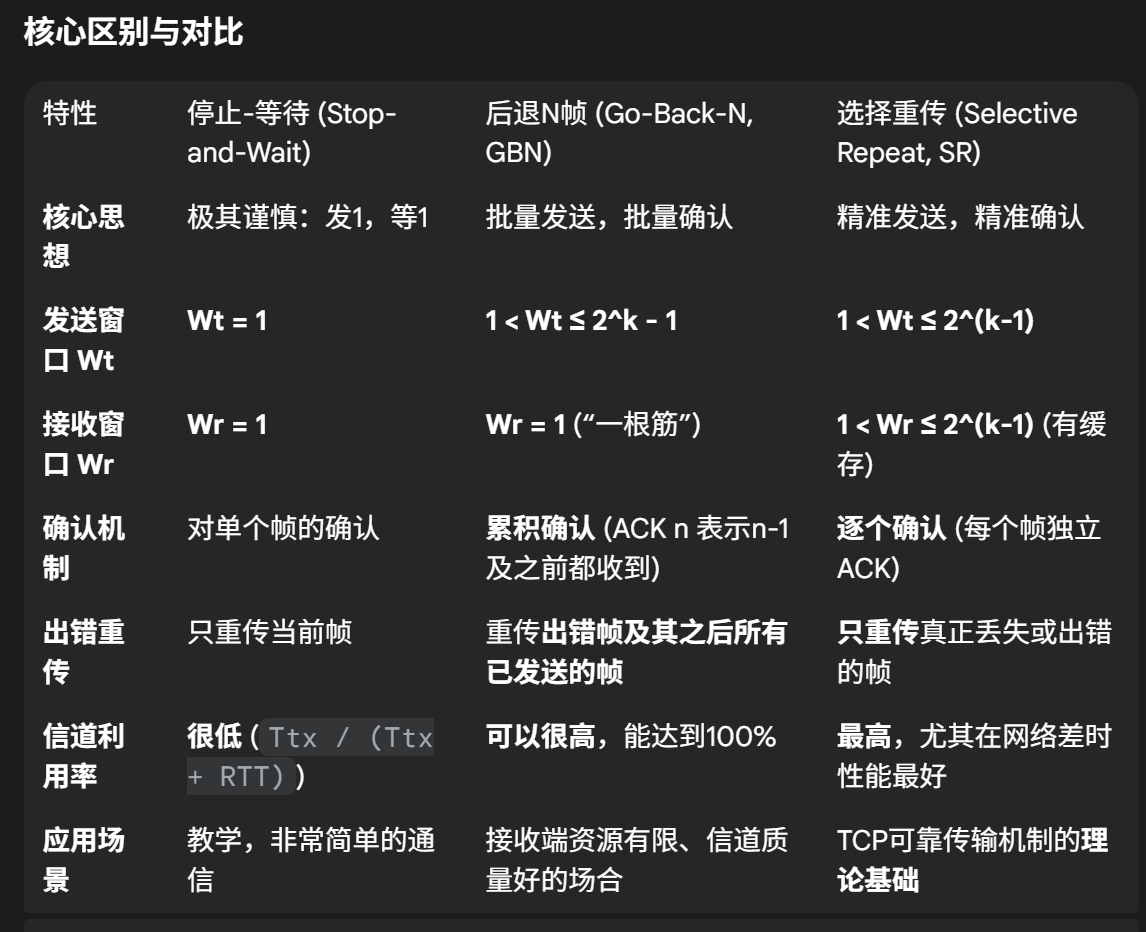 核心区别与对比
特性 停止-等待 (Stop- 后退N帧 (Go-Back-N, 选择重传 (Selective
and-Wait) GBN) Repeat, SR)
核心思 极其谨慎：发1，等1 批量发送，批量确认 精准发送，精准确认
想
发送窗 Wt = 1 1 < Wt ≤ 2^k - 1 1 < Wt ≤ 2^(k-1)
口 Wt
接收窗 Wr = 1 Wr = 1 (“一根筋”) 1 < Wr ≤ 2^(k-1) (有缓
口 Wr 存)
确认机 对单个帧的确认 累积确认 (ACK n 表示n-1 逐个确认 (每个帧独立
制 及之前都收到) ACK)
出错重 只重传当前帧 重传出错帧及其之后所有 只重传真正丢失或出错
传 已发送的帧 的帧
信道利 很低 ( Ttx / (Ttx 可以很高，能达到100% 最高，尤其在网络差时
用率 + RTT) ) 性能最好
应用场 教学，非常简单的通 接收端资源有限、信道质 TCP可靠传输机制的理
景 信 量好的场合 论基础